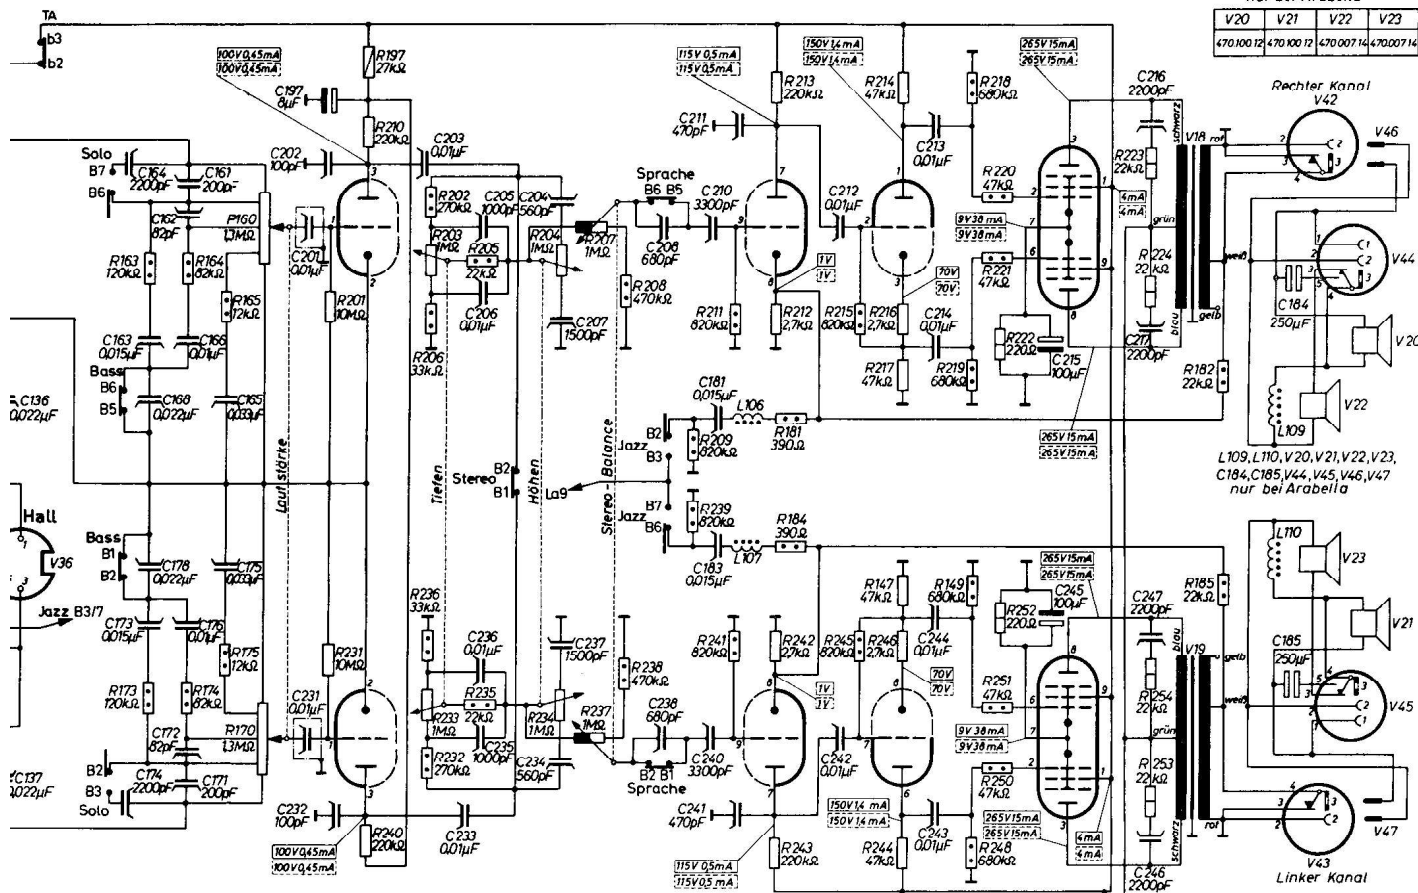 TA
b3
b2
V20 V21 V22 V23
470.100.12 470.100.12 470.007.14 470.007.14
100V 0,45mA
100V 0,45mA
R197
27kΩ
115V 0,5mA
115V 0,5mA
150V 1,4mA
150V 1,4mA
265V 15mA
265V 15mA
C197
8µF
R210
220kΩ
C203
0,01µF
C211
470pF
R213
220kΩ
R214
47kΩ
C213
0,01µF
R218
680kΩ
C216
2200pF
Rechter Kanal
V42
V46
Solo
B7
B6
C164
2200pF
C161
200pF
C202
100pF
schwarz
V18
rot
C162
82pF
P160
1,3MΩ
R202
270kΩ
C205
1000pF
C204
560pF
Sprache
B6 B5
C210
3300pF
C212
0,01µF
R220
47kΩ
R223
22kΩ
4mA
4mA
R163
120kΩ
R164
82kΩ
C201
0,01µF
R203
1MΩ
R205
22kΩ
R204
1MΩ
R207
1MΩ
C208
680pF
9V 38mA
9V 38mA
grün
weiß
R224
22kΩ
V44
R165
12kΩ
R201
10MΩ
C206
0,01µF
R208
470kΩ
1V
1V
70V
70V
R221
47kΩ
C184
250µF
C163
0,015µF
C166
0,01µF
R206
33kΩ
C207
1500pF
R211
820kΩ
R212
2,7kΩ
R215
820kΩ
R216
2,7kΩ
C214
0,01µF
R222
220Ω
C215
100µF
blau
C217
2200pF
gelb
V20
Bass
B6
B5
C168
0,022µF
C165
0,033µF
C136
0,022µF
R217
47kΩ
R219
680kΩ
R182
22kΩ
V22
L109
C181
0,015µF
L106
R181
390Ω
R209
820kΩ
265V 15mA
265V 15mA
Lautstärke
Tiefen
Stereo
B2
B1
Höhen
La9
Stereo-Balance
Jazz
B2
B3
B7
B6
Jazz
L109, L110, V20, V21, V22, V23,
C184, C185, V44, V45, V46, V47
nur bei Arabella
Hall
V36
R239
820kΩ
C183
0,015µF
L107
R184
390Ω
Bass
B1
B2
C178
0,022µF
C175
0,033µF
Jazz B3/7
C173
0,015µF
C176
0,01µF
R236
33kΩ
C236
0,01µF
C237
1500pF
R147
47kΩ
R149
680kΩ
265V 15mA
265V 15mA
C245
100µF
R252
220Ω
C247
2200pF
R185
22kΩ
L110
V23
V21
R175
12kΩ
R231
10MΩ
R238
470kΩ
R241
820kΩ
R242
2,7kΩ
R245
820kΩ
R246
2,7kΩ
C244
0,01µF
blau
V19
gelb
C185
250µF
R173
120kΩ
R174
82kΩ
C231
0,01µF
R233
1MΩ
R235
22kΩ
R234
1MΩ
R237
1MΩ
C238
680pF
1V
1V
70V
70V
R251
47kΩ
R254
22kΩ
weiß
V45
C172
82pF
R170
1,3MΩ
R232
270kΩ
C235
1000pF
C234
560pF
B2 B1
Sprache
C240
3300pF
C242
0,01µF
9V 38mA
9V 38mA
grün
R250
47kΩ
R253
22kΩ
B2
B3
Solo
C137
0,022µF
C174
2200pF
C171
200pF
C232
100pF
C233
0,01µF
C241
470pF
150V 1,4mA
150V 1,4mA
265V 15mA
265V 15mA
4mA
4mA
schwarz
rot
V47
100V 0,45mA
100V 0,45mA
R240
220kΩ
115V 0,5mA
115V 0,5mA
R243
220kΩ
R244
47kΩ
C243
0,01µF
R248
680kΩ
C246
2200pF
V43
Linker Kanal